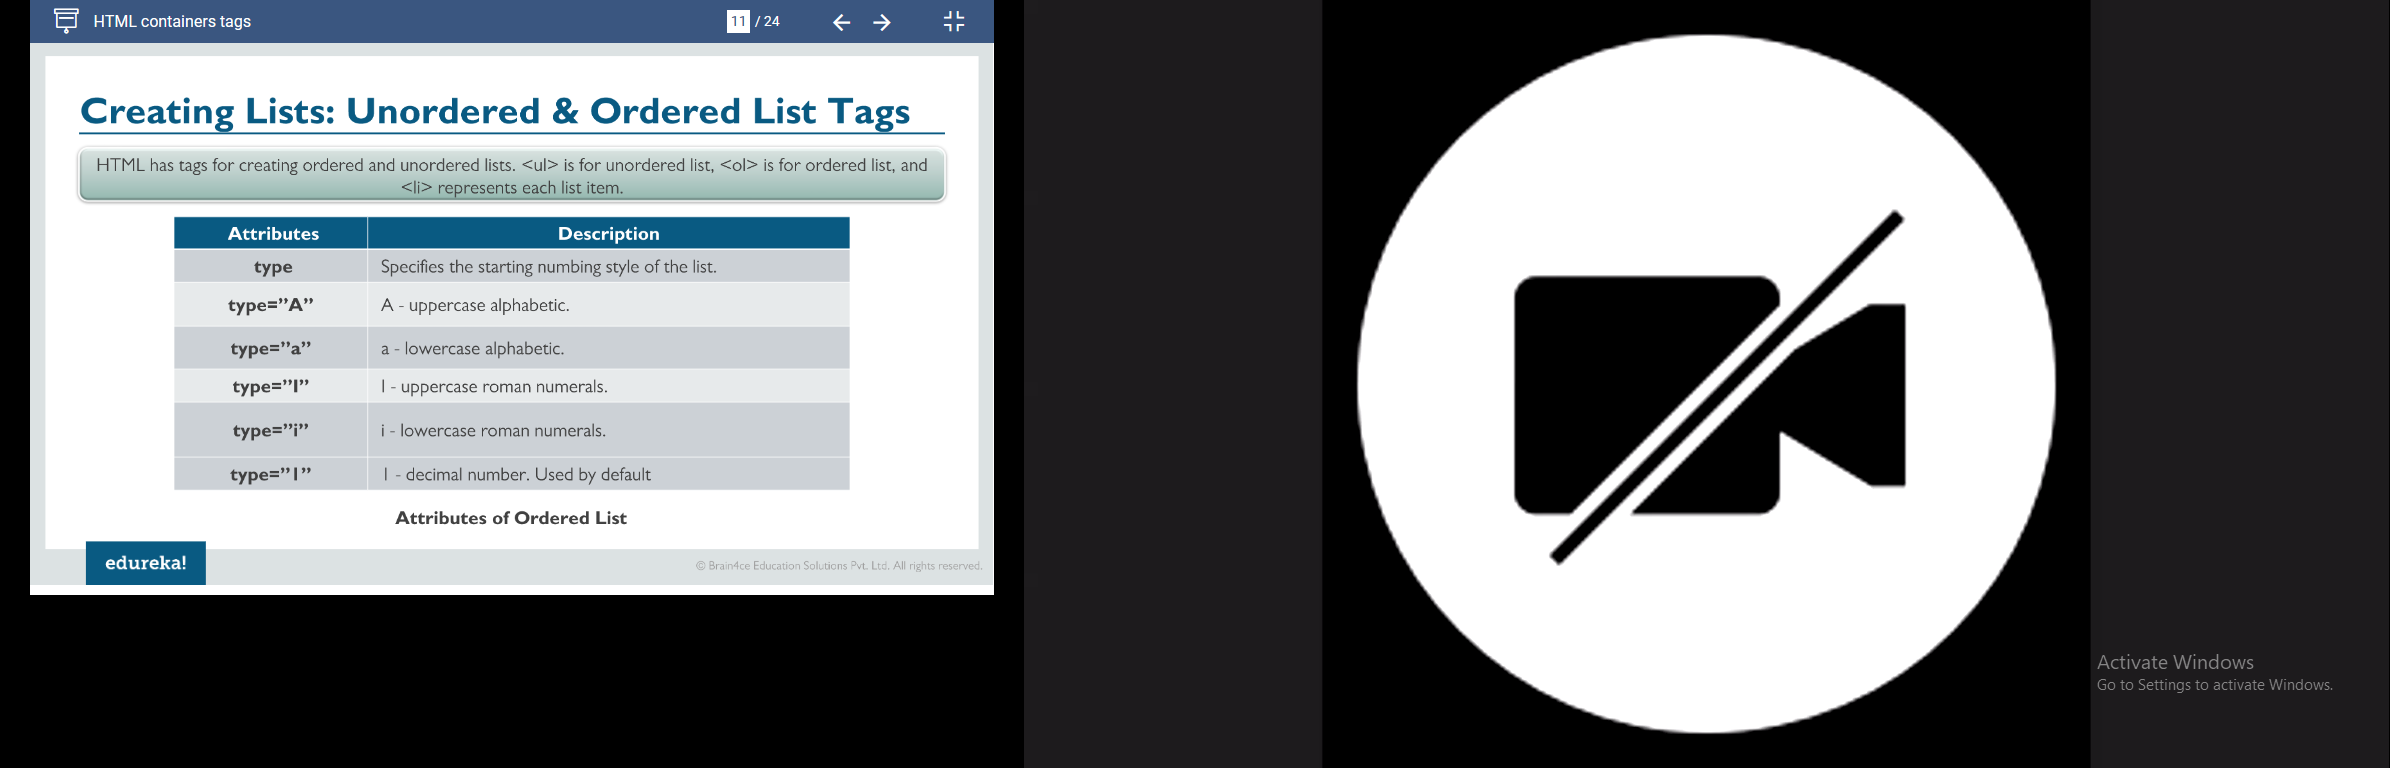 HTML containers tags
11 / 24
Creating Lists: Unordered & Ordered List Tags
HTML has tags for creating ordered and unordered lists. <ul> is for unordered list, <ol> is for ordered list, and
<li> represents each list item.
Attributes Description
type Specifies the starting numbing style of the list.
type=”A” A - uppercase alphabetic.
type=”a” a - lowercase alphabetic.
type=”I” I - uppercase roman numerals.
type=”i” i - lowercase roman numerals.
type=”1” 1 - decimal number. Used by default
Attributes of Ordered List
edureka!
© Brain4ce Education Solutions Pvt. Ltd. All rights reserved.
Activate Windows
Go to Settings to activate Windows.